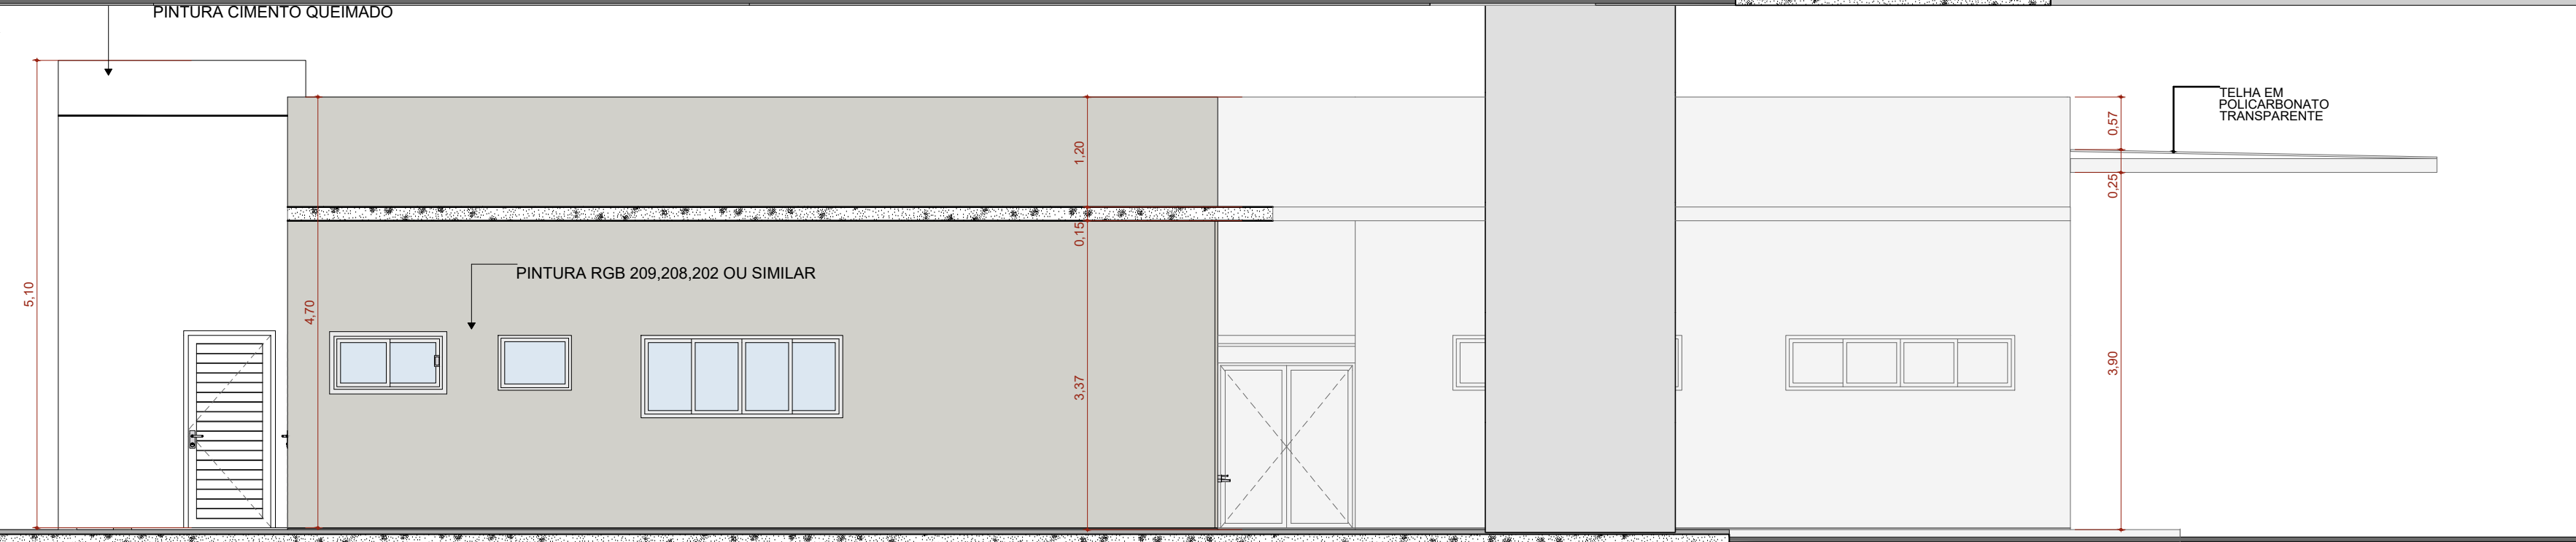 PINTURA CIMENTO QUEIMADO
TELHA EM
POLICARBONATO
TRANSPARENTE
0,57
1,20
0,25
0,15
PINTURA RGB 209,208,202 OU SIMILAR
5,10
4,70
3,90
3,37